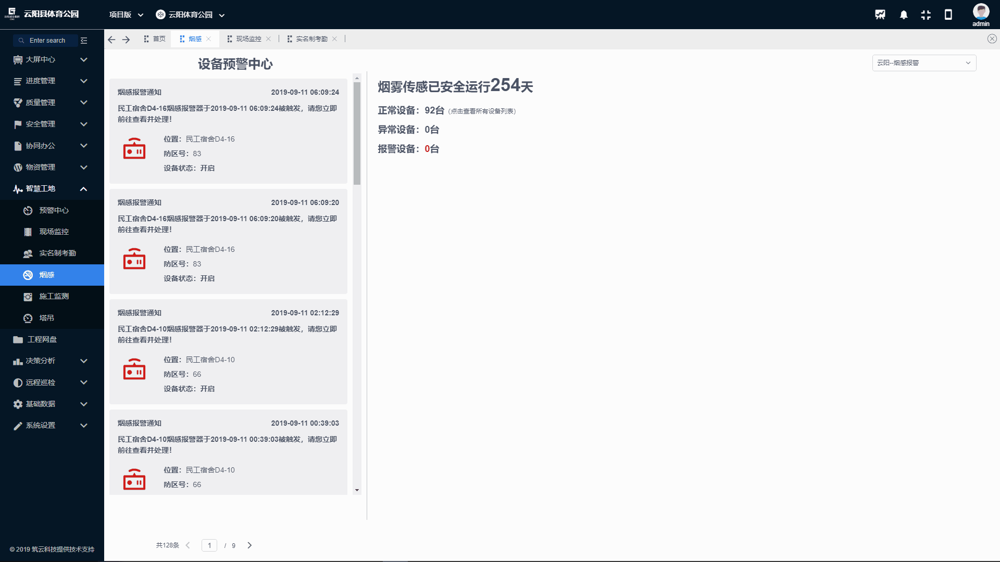 云阳县体育公园
项目版
云阳体育公园
admin
Enter search
首页
烟感
现场监控
实名制考勤
大屏中心
进度管理
质量管理
安全管理
协同办公
物资管理
智慧工地
预警中心
现场监控
实名制考勤
烟感
施工监测
塔吊
工程网盘
决策分析
远程巡检
基础数据
系统设置
© 2019 筑云科技提供技术支持
设备预警中心
烟感报警通知 2019-09-11 06:09:24
民工宿舍D4-16烟感报警器于2019-09-11 06:09:24被触发，请您立即
前往查看并处理！
位置：民工宿舍D4-16
防区号：83
设备状态：开启
烟感报警通知 2019-09-11 06:09:20
民工宿舍D4-16烟感报警器于2019-09-11 06:09:20被触发，请您立即
前往查看并处理！
位置：民工宿舍D4-16
防区号：83
设备状态：开启
烟感报警通知 2019-09-11 02:12:29
民工宿舍D4-10烟感报警器于2019-09-11 02:12:29被触发，请您立即
前往查看并处理！
位置：民工宿舍D4-10
防区号：66
设备状态：开启
烟感报警通知 2019-09-11 00:39:03
民工宿舍D4-10烟感报警器于2019-09-11 00:39:03被触发，请您立即
前往查看并处理！
位置：民工宿舍D4-10
防区号：66
共128条 1 / 9
云阳--烟感报警
烟雾传感已安全运行254天
正常设备：92台（点击查看所有设备列表）
异常设备：0台
报警设备：0台